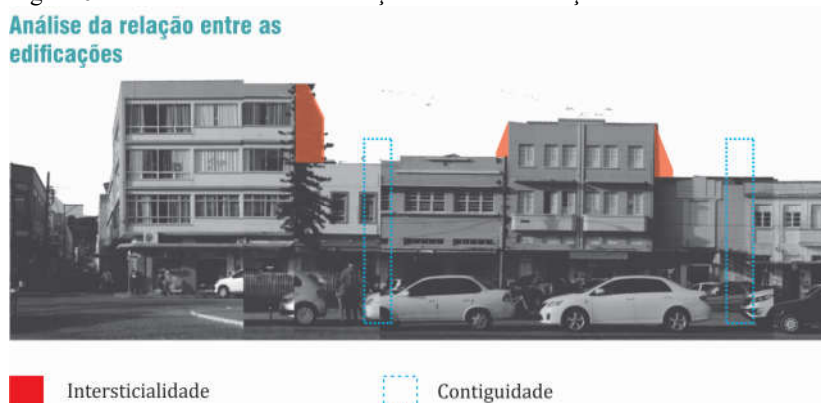 Análise da relação entre as
edificações
Intersticialidade
Contiguidade